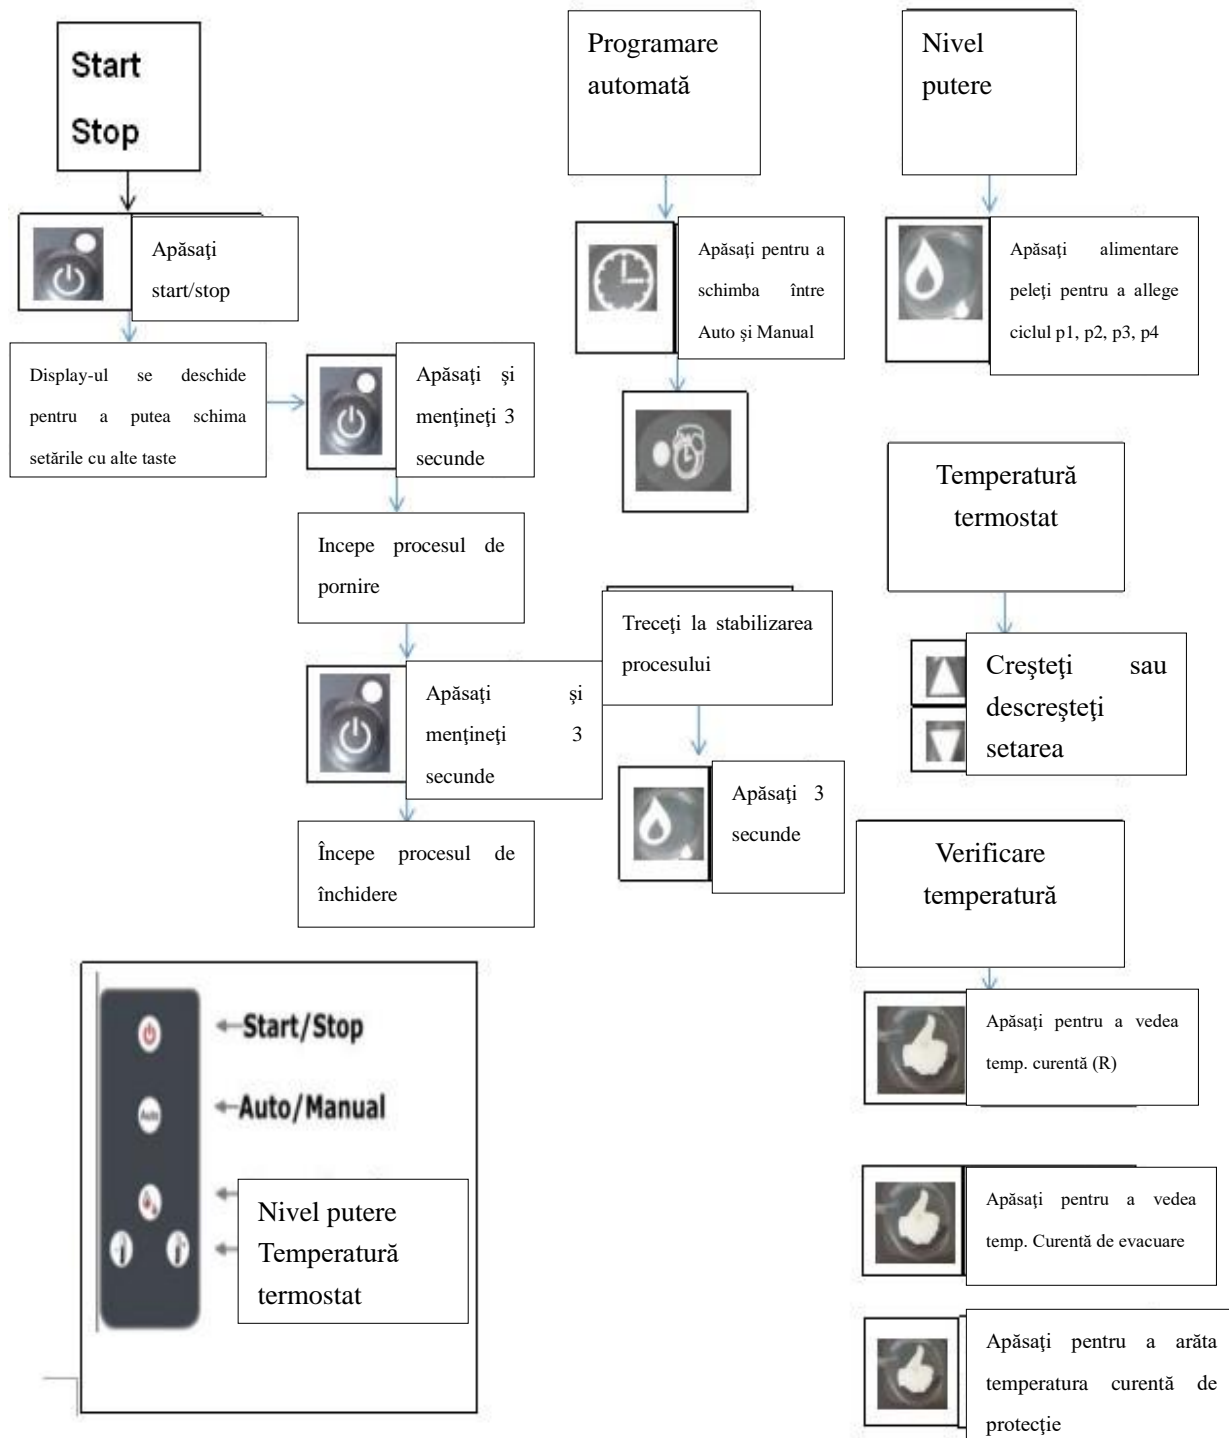 Start
Stop
Apăsaţi
start/stop
Display-ul se deschide
pentru a putea schima
setările cu alte taste
Apăsaţi şi
menţineţi 3
secunde
Incepe procesul de
pornire
Apăsaţi şi
menţineţi 3
secunde
Începe procesul de
închidere
Programare
automată
Apăsaţi pentru a
schimba între
Auto şi Manual
Treceţi la stabilizarea
procesului
Apăsaţi 3
secunde
Nivel
putere
Apăsaţi alimentare
peleţi pentru a allege
ciclul p1, p2, p3, p4
Temperatură
termostat
Creşteţi sau
descreşteţi
setarea
Verificare
temperatură
Apăsaţi pentru a vedea
temp. curentă (R)
Apăsaţi pentru a vedea
temp. Curentă de evacuare
Apăsaţi pentru a arăta
temperatura curentă de
protecţie
Start/Stop
Auto
Auto/Manual
Nivel putere
Temperatură
termostat